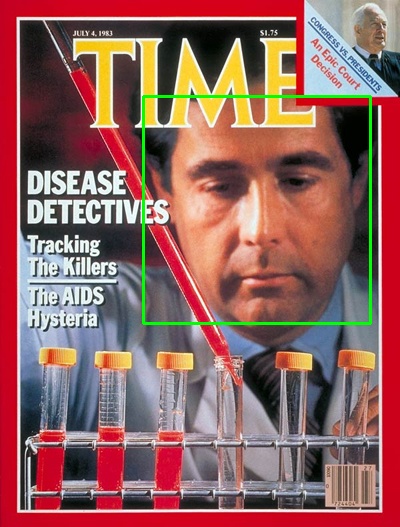 JULY 4, 1983
$1.75
TIME
CONGRESS VS. PRESIDENTS
An Epic Court
Decision
DISEASE
DETECTIVES
Tracking
The Killers
The AIDS
Hysteria